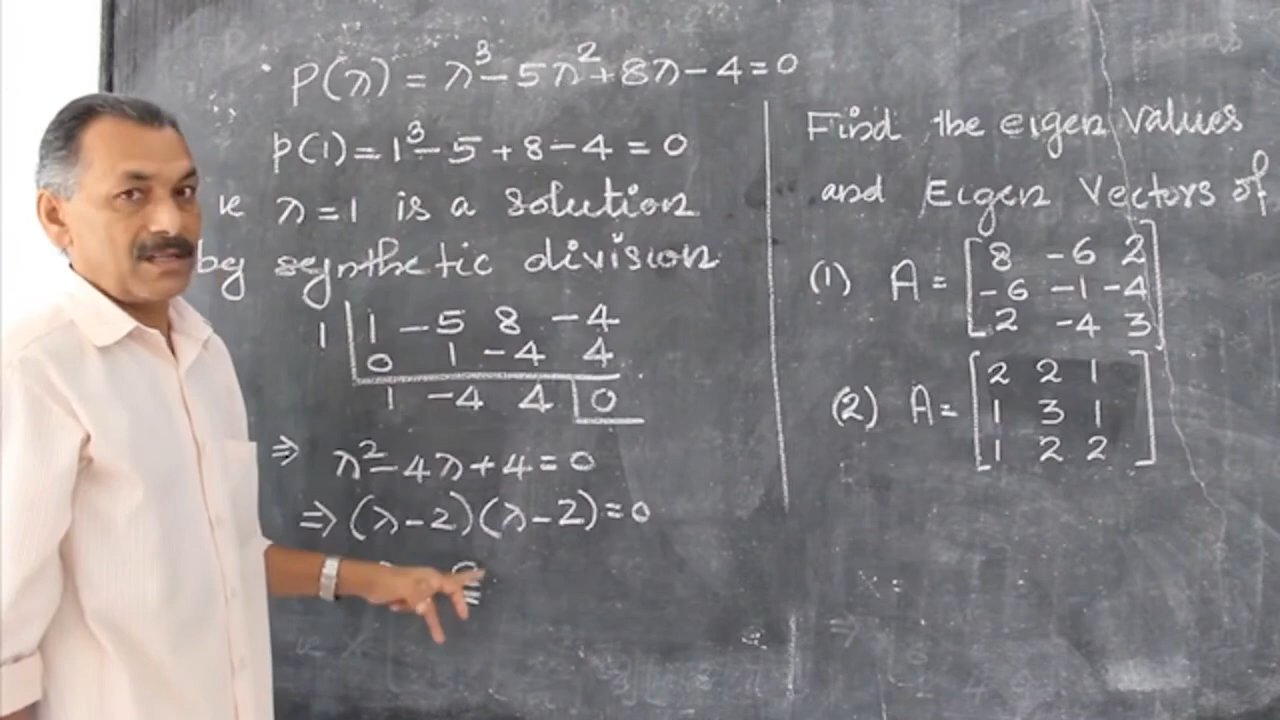 P(λ) = λ³ - 5λ² + 8λ - 4 = 0
p(1) = 1³ - 5 + 8 - 4 = 0
ie λ = 1 is a solution
by synthetic division
1 | 1 -5 8 -4
0 1 -4 4
1 -4 4 | 0
⇒ λ² - 4λ + 4 = 0
⇒ (λ - 2)(λ - 2) = 0
Find the eigen values
and Eigen Vectors of
(1) A = [8 -6 2
-6 -1 -4
2 -4 3]
(2) A = [2 2 1
1 3 1
1 2 2]